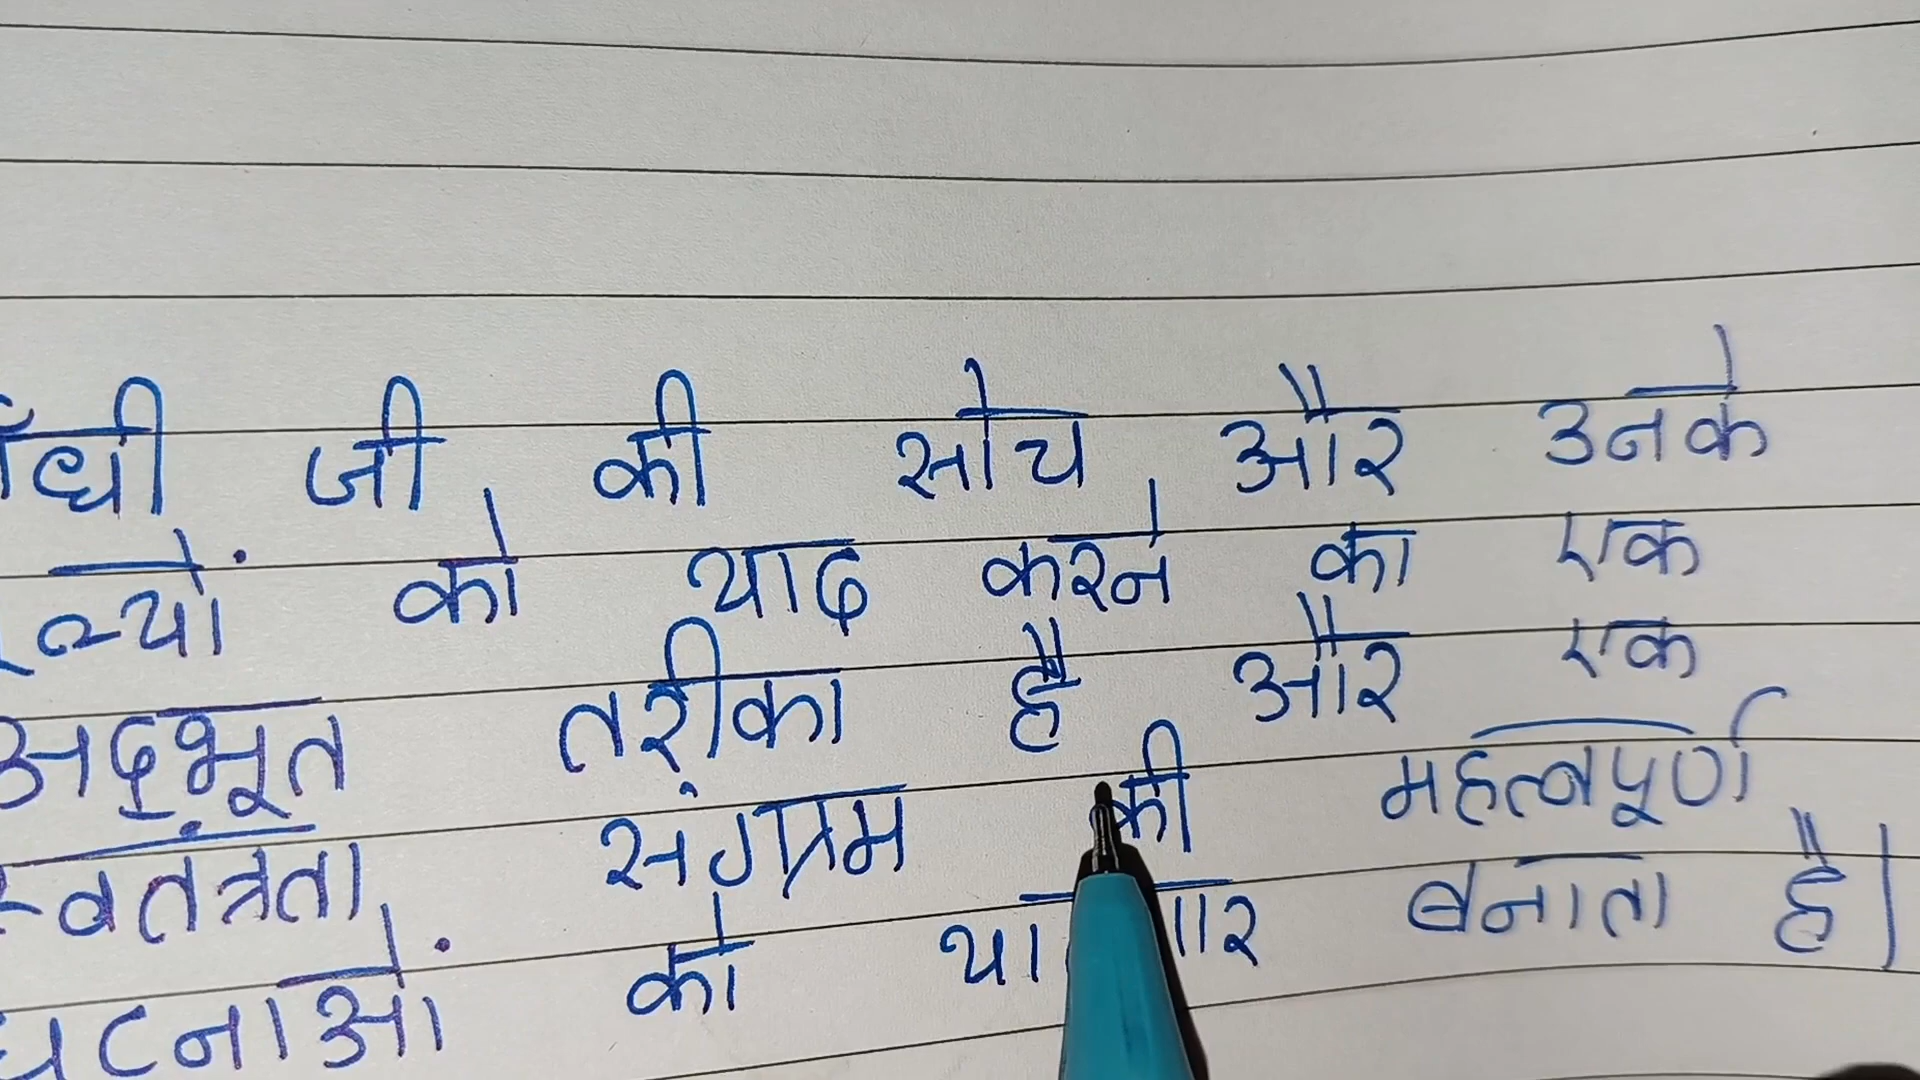 ाँधी जी की सोच और उनके
ल्यों को याद करने का एक
अद्भूत तरीका है और एक
स्वतंत्रता संग्राम की महत्वपूर्ण
घटनाओं को बनाता है।